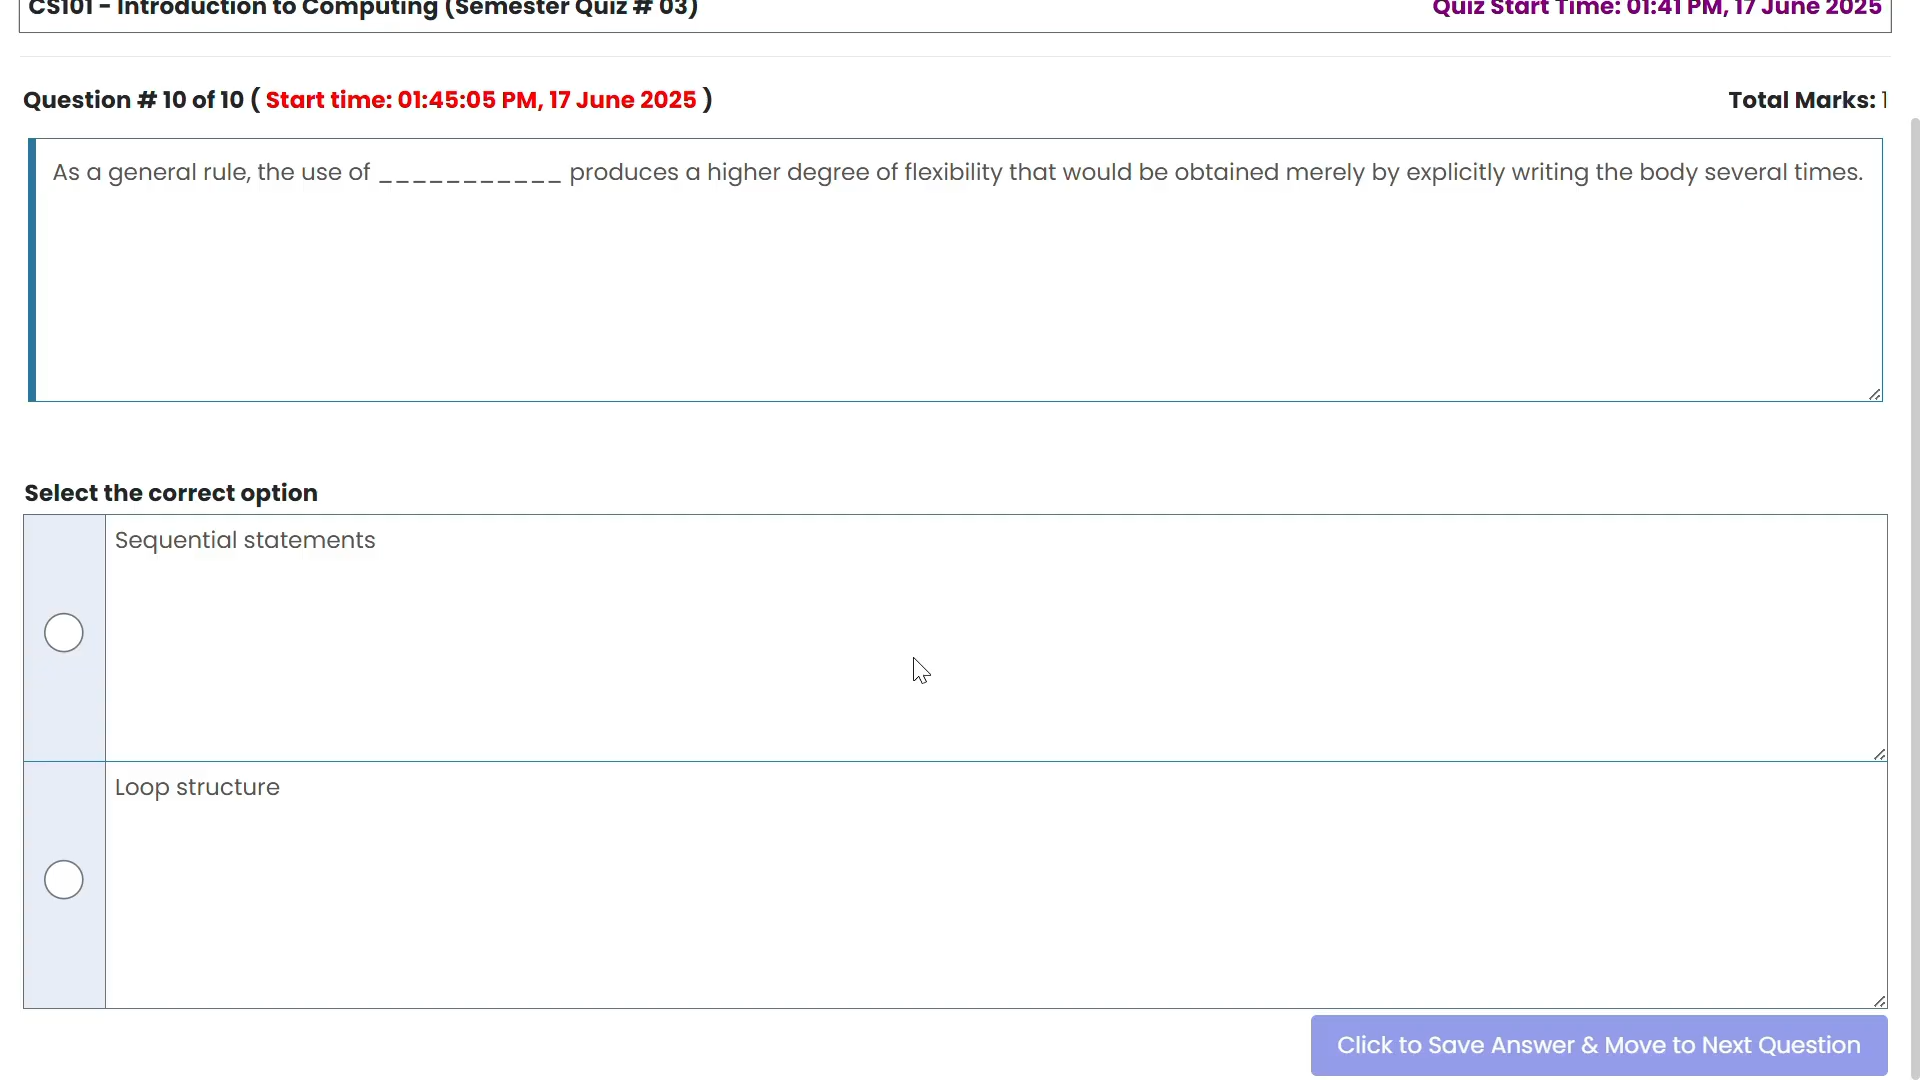 CS101 - Introduction to Computing (Semester Quiz # 03)
Quiz Start Time: 01:41 PM, 17 June 2025
Question # 10 of 10 ( Start time: 01:45:05 PM, 17 June 2025 )
Total Marks: 1
As a general rule, the use of ___________ produces a higher degree of flexibility that would be obtained merely by explicitly writing the body several times.
Select the correct option
Sequential statements
Loop structure
Click to Save Answer & Move to Next Question